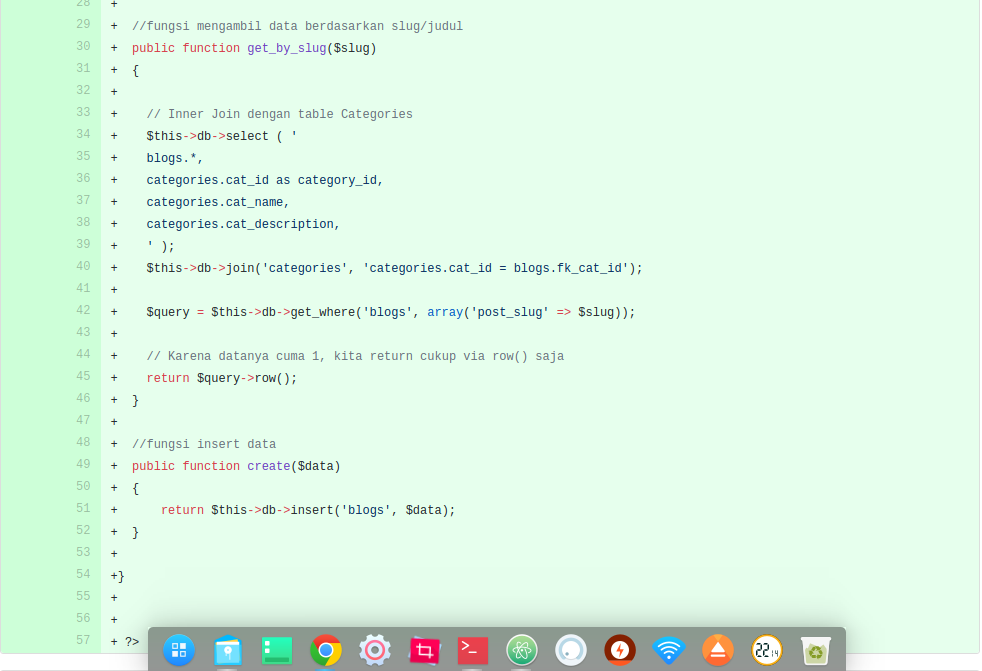 28 +
29 + //fungsi mengambil data berdasarkan slug/judul
30 + public function get_by_slug($slug)
31 + {
32 +
33 + // Inner Join dengan table Categories
34 + $this->db->select ( '
35 + blogs.*,
36 + categories.cat_id as category_id,
37 + categories.cat_name,
38 + categories.cat_description,
39 + ' );
40 + $this->db->join('categories', 'categories.cat_id = blogs.fk_cat_id');
41 +
42 + $query = $this->db->get_where('blogs', array('post_slug' => $slug));
43 +
44 + // Karena datanya cuma 1, kita return cukup via row() saja
45 + return $query->row();
46 + }
47 +
48 + //fungsi insert data
49 + public function create($data)
50 + {
51 + return $this->db->insert('blogs', $data);
52 + }
53 +
54 +}
55 +
56 +
57 + ?>
>_
22:14